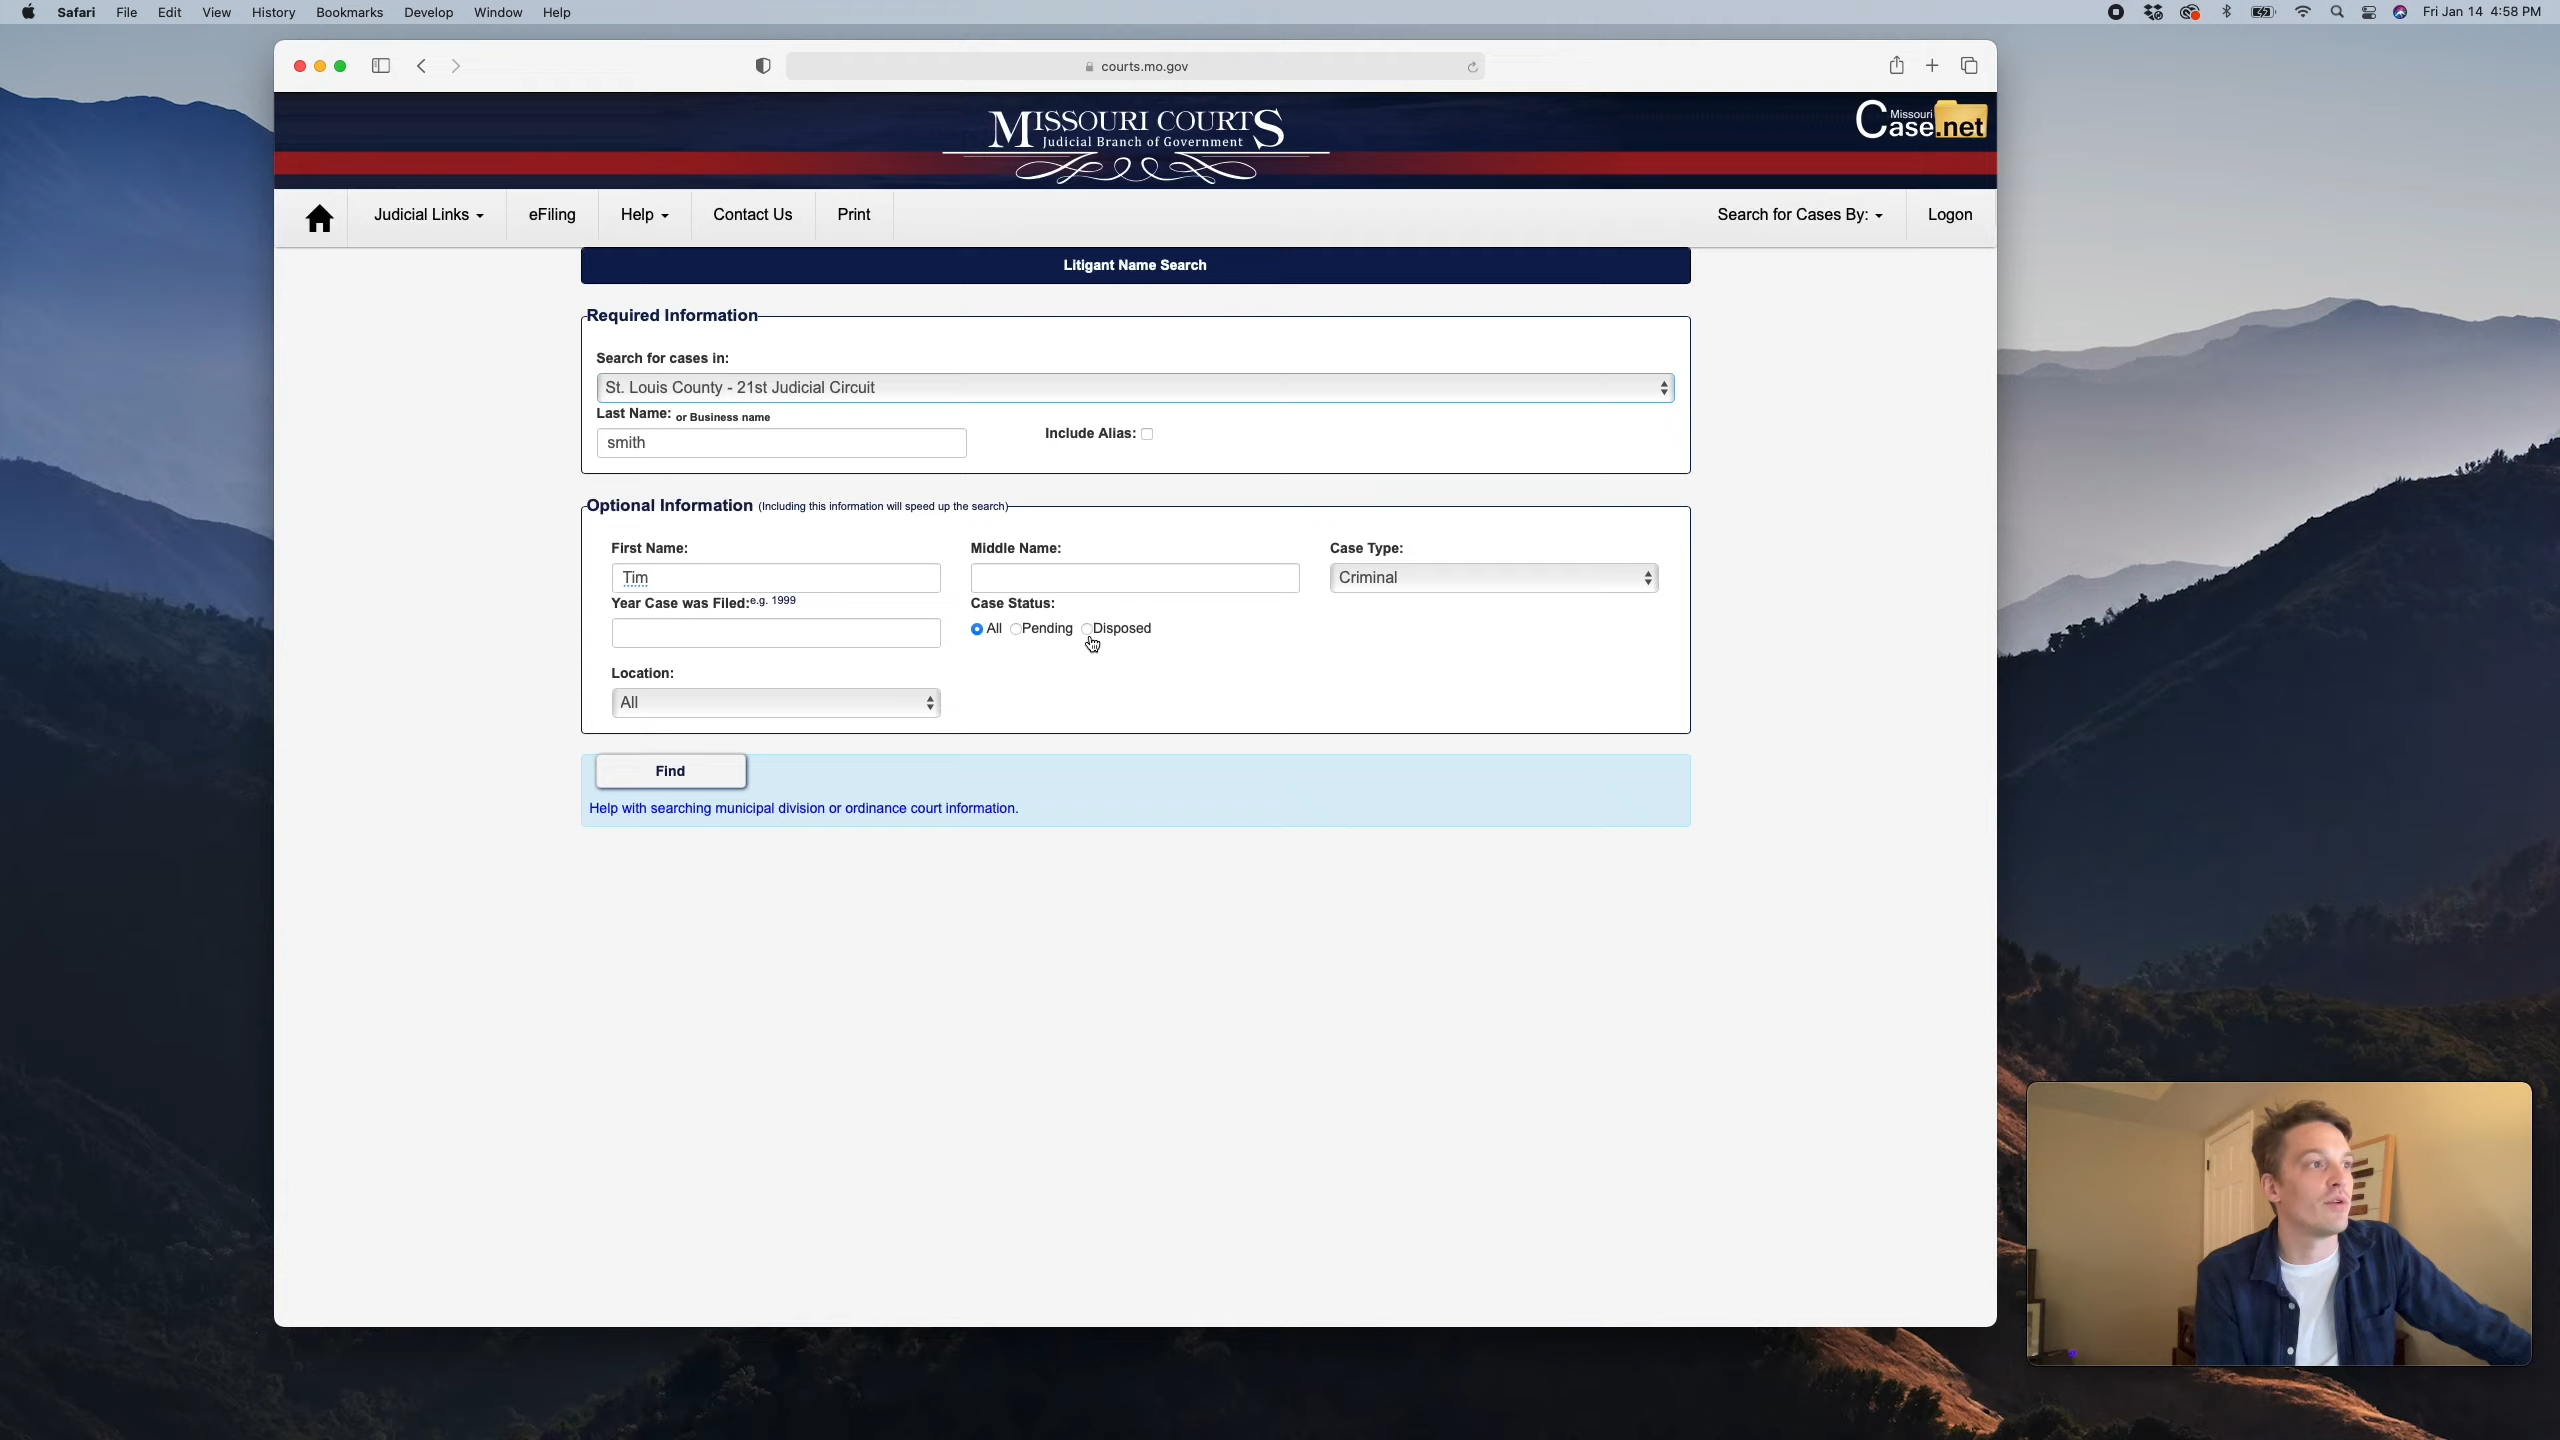 Safari File Edit View History Bookmarks Develop Window Help Fri Jan 14 4:58 PM
courts.mo.gov
MISSOURI COURTS
Judicial Branch of Government
Missouri
Case.net
Judicial Links eFiling Help Contact Us Print Search for Cases By: Logon
Litigant Name Search
Required Information
Search for cases in:
St. Louis County - 21st Judicial Circuit
Last Name: or Business name
Include Alias:
smith
Optional Information (Including this information will speed up the search)
First Name: Middle Name: Case Type:
Tim Criminal
Year Case was Filed:e.g. 1999 Case Status:
All Pending Disposed
Location:
All
Find
Help with searching municipal division or ordinance court information.